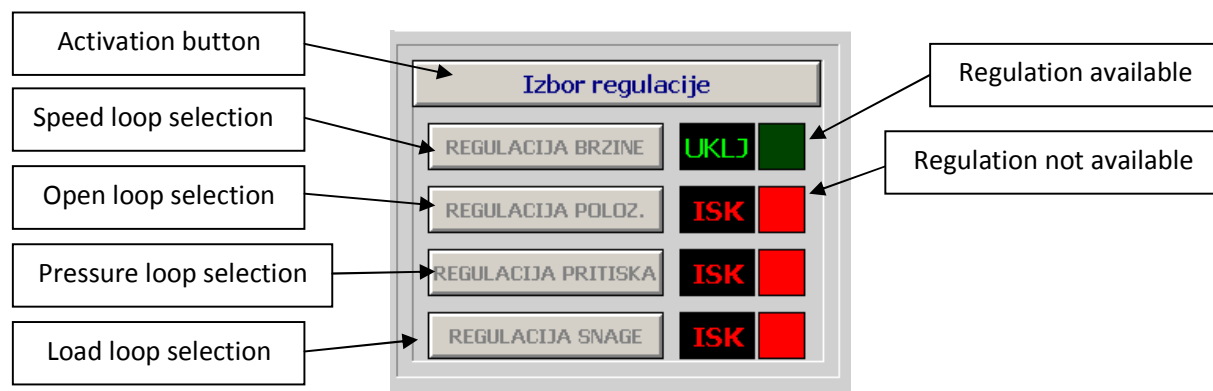 Activation button
Speed loop selection
Open loop selection
Pressure loop selection
Load loop selection
Izbor regulacije
REGULACIJA BRZINE UKLJ
REGULACIJA POLOZ. ISK
REGULACIJA PRITISKA ISK
REGULACIJA SNAGE ISK
Regulation available
Regulation not available